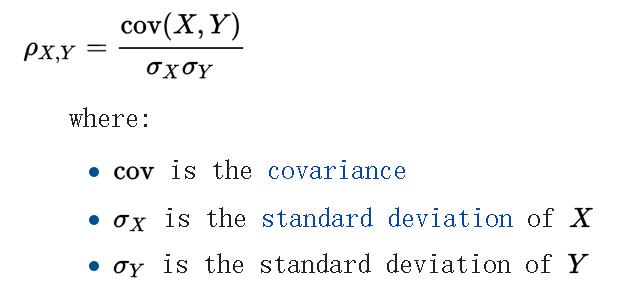 ρX,Y = cov(X, Y) / σXσY
where:
• cov is the covariance
• σX is the standard deviation of X
• σY is the standard deviation of Y